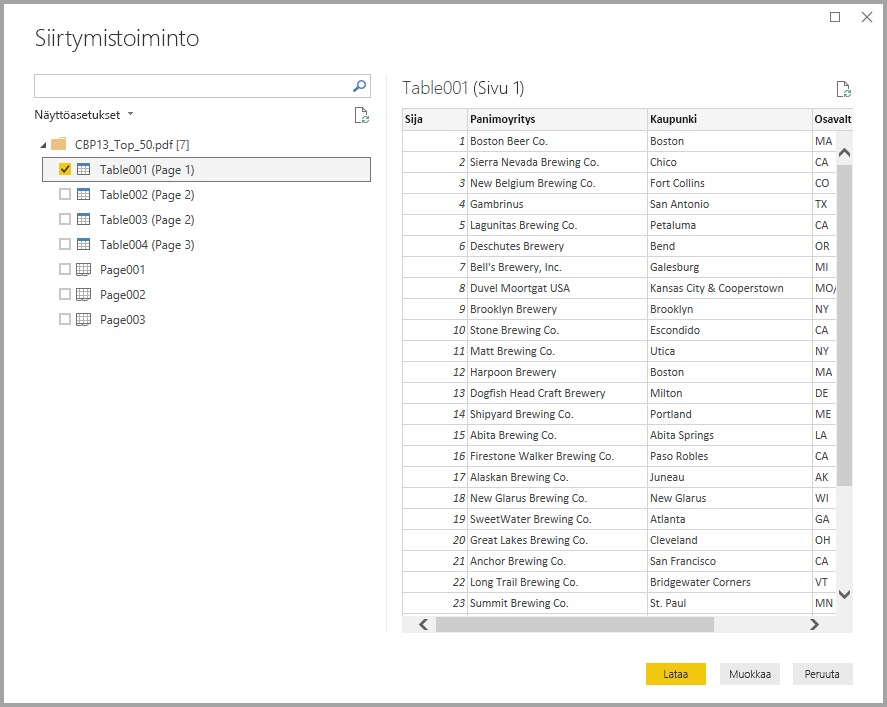 Siirtymistoiminto
Näyttöasetukset
CBP13_Top_50.pdf [7]
Table001 (Page 1)
Table002 (Page 2)
Table003 (Page 2)
Table004 (Page 3)
Page001
Page002
Page003
Table001 (Sivu 1)
Sija Panimoyritys Kaupunki Osavalt
1 Boston Beer Co. Boston MA
2 Sierra Nevada Brewing Co. Chico CA
3 New Belgium Brewing Co. Fort Collins CO
4 Gambrinus San Antonio TX
5 Lagunitas Brewing Co. Petaluma CA
6 Deschutes Brewery Bend OR
7 Bell's Brewery, Inc. Galesburg MI
8 Duvel Moortgat USA Kansas City & Cooperstown MO/
9 Brooklyn Brewery Brooklyn NY
10 Stone Brewing Co. Escondido CA
11 Matt Brewing Co. Utica NY
12 Harpoon Brewery Boston MA
13 Dogfish Head Craft Brewery Milton DE
14 Shipyard Brewing Co. Portland ME
15 Abita Brewing Co. Abita Springs LA
16 Firestone Walker Brewing Co. Paso Robles CA
17 Alaskan Brewing Co. Juneau AK
18 New Glarus Brewing Co. New Glarus WI
19 SweetWater Brewing Co. Atlanta GA
20 Great Lakes Brewing Co. Cleveland OH
21 Anchor Brewing Co. San Francisco CA
22 Long Trail Brewing Co. Bridgewater Corners VT
23 Summit Brewing Co. St. Paul MN
Lataa Muokkaa Peruuta